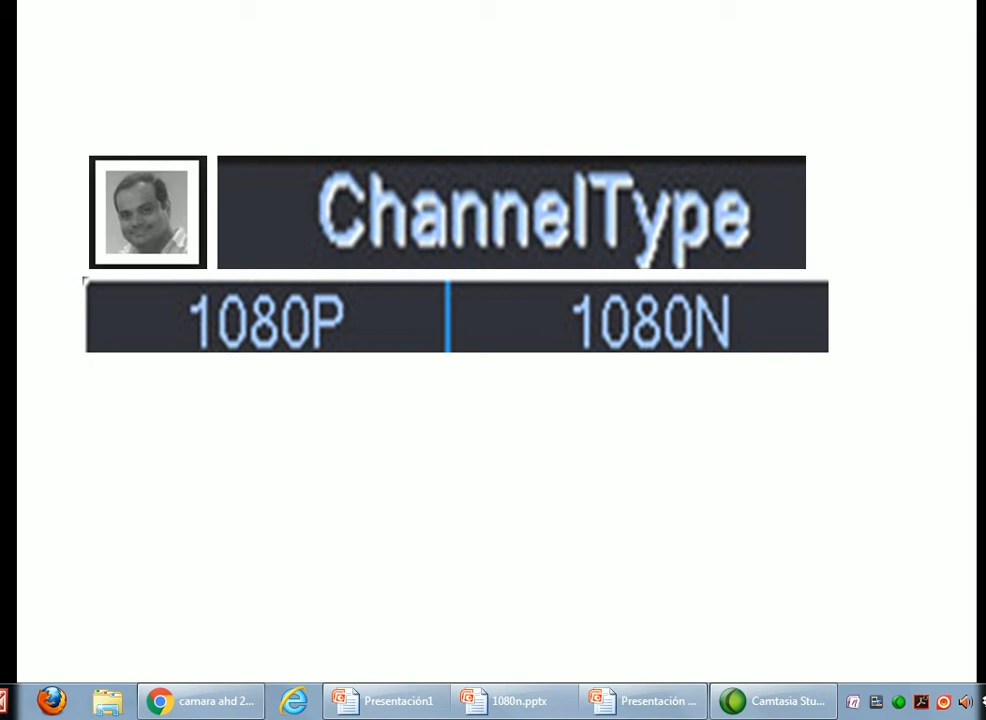 ChannelType
1080P 1080N
camara ahd 2...
Presentación1
1080n.pptx
Presentación ...
Camtasia Stu...